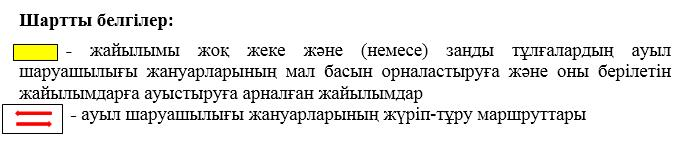 Шартты белгілер:
- жайылымы жоқ жеке және (немесе) заңды тұлғалардың ауыл
шаруашылығы жануарларының мал басын орналастыруға және оны берілетін
жайылымдарға ауыстыруға арналған жайылымдар
- ауыл шаруашылығы жануарларының жүріп-тұру маршруттары